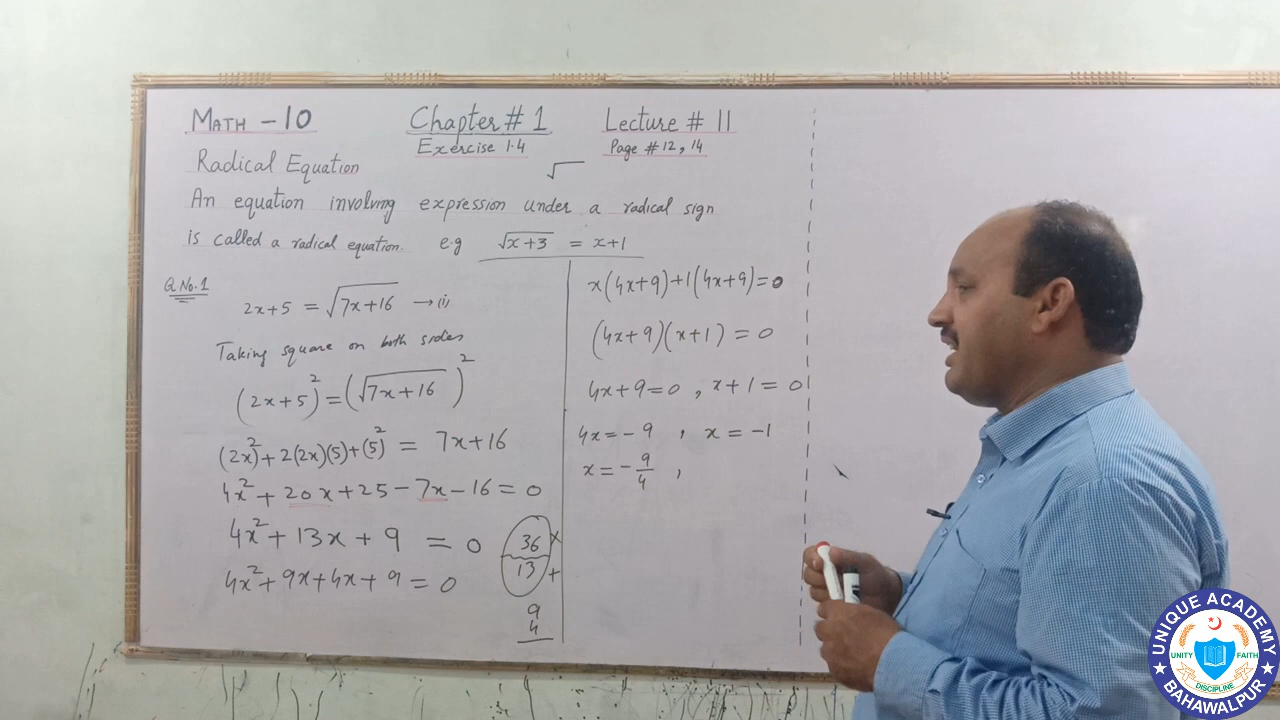 MATH - 10
Chapter # 1
Lecture # 11
Exercise 1.4
Page # 12, 14
Radical Equation
√
An equation involving expression under a radical sign
is called a radical equation. e.g √x+3 = x+1
Q.No.1
2x+5 = √7x+16 → (i)
Taking square on both sides
(2x+5)² = (√7x+16)²
(2x)² + 2(2x)(5) + (5)² = 7x+16
4x² + 20x + 25 - 7x - 16 = 0
4x² + 13x + 9 = 0
4x² + 9x + 4x + 9 = 0
36 x
13 +
9
4
x(4x+9)+1(4x+9)=0
(4x+9)(x+1) = 0
4x+9=0 , x+1 = 0
4x = -9 , x = -1
x = -9/4 ,
UNIQUE ACADEMY
UNITY
FAITH
DISCIPLINE
BAHAWALPUR